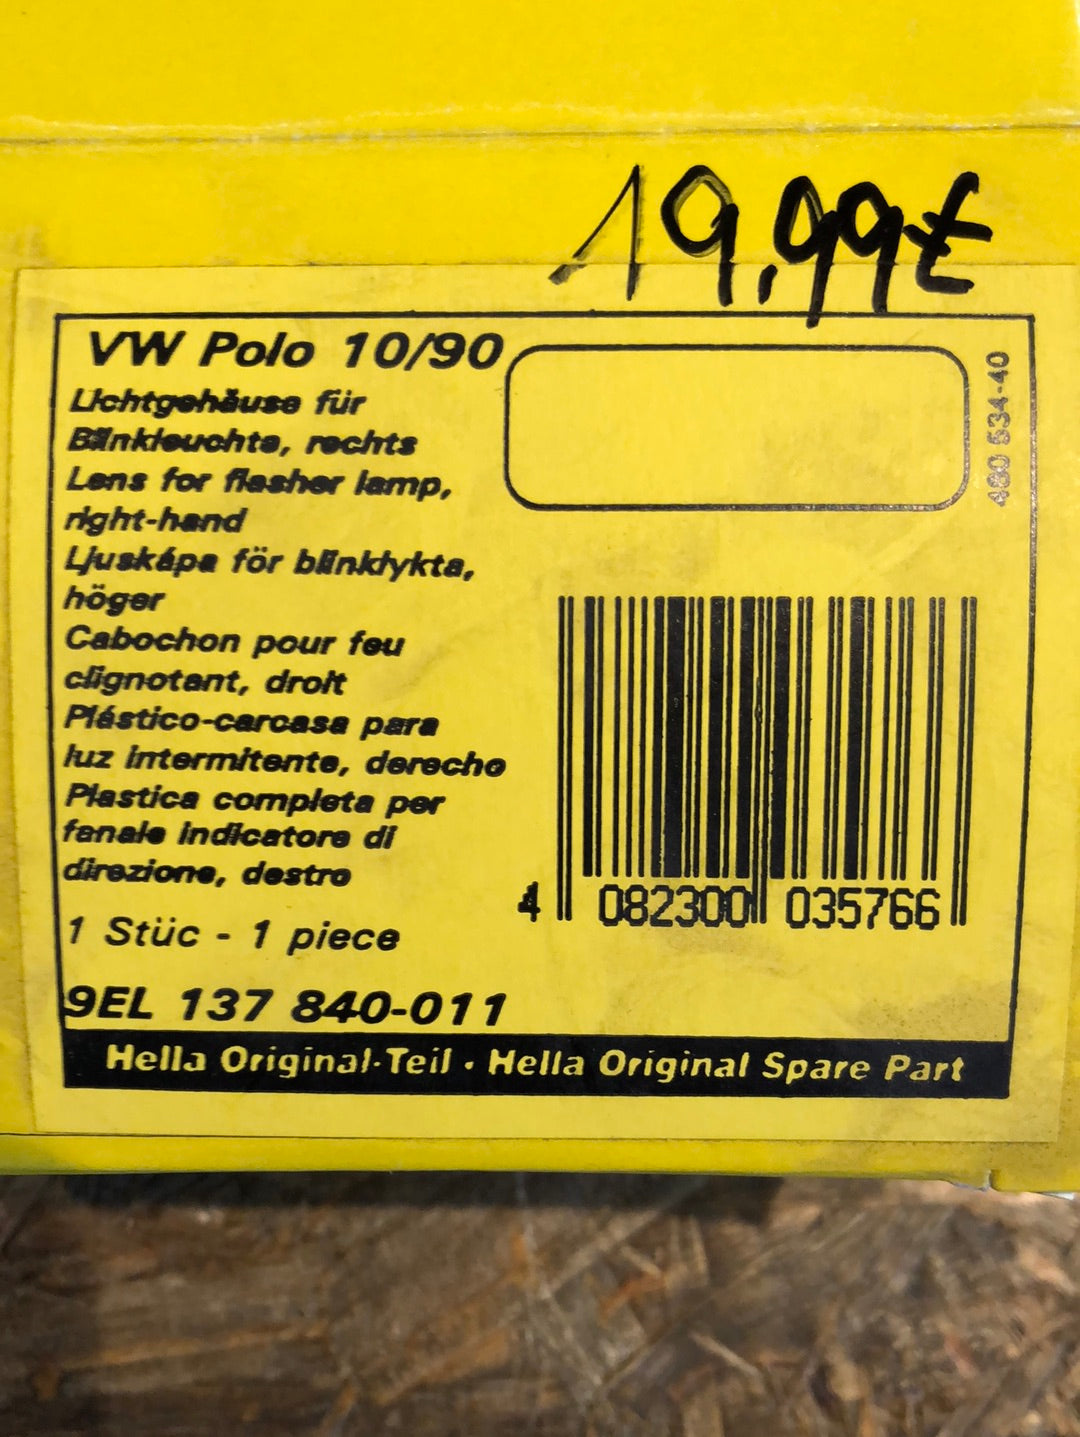 19,99€
VW Polo 10/90
Lichtgehäuse für
Blinkleuchte, rechts
Lens for flasher lamp,
right-hand
Ljuskåpa för blinklykta,
höger
Cabochon pour feu
clignotant, droit
Plástico-carcasa para
luz intermitente, derecho
Plastica completa per
fanale indicatore di
direzione, destro
1 Stüc - 1 piece
9EL 137 840-011
480 534-40
4 082300 035766
Hella Original-Teil • Hella Original Spare Part